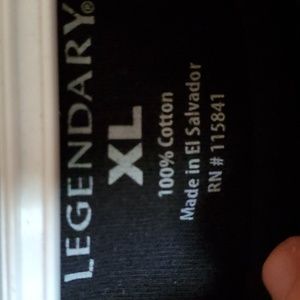 LEGENDARY®
XL
100% Cotton
Made in El Salvador
RN # 115841